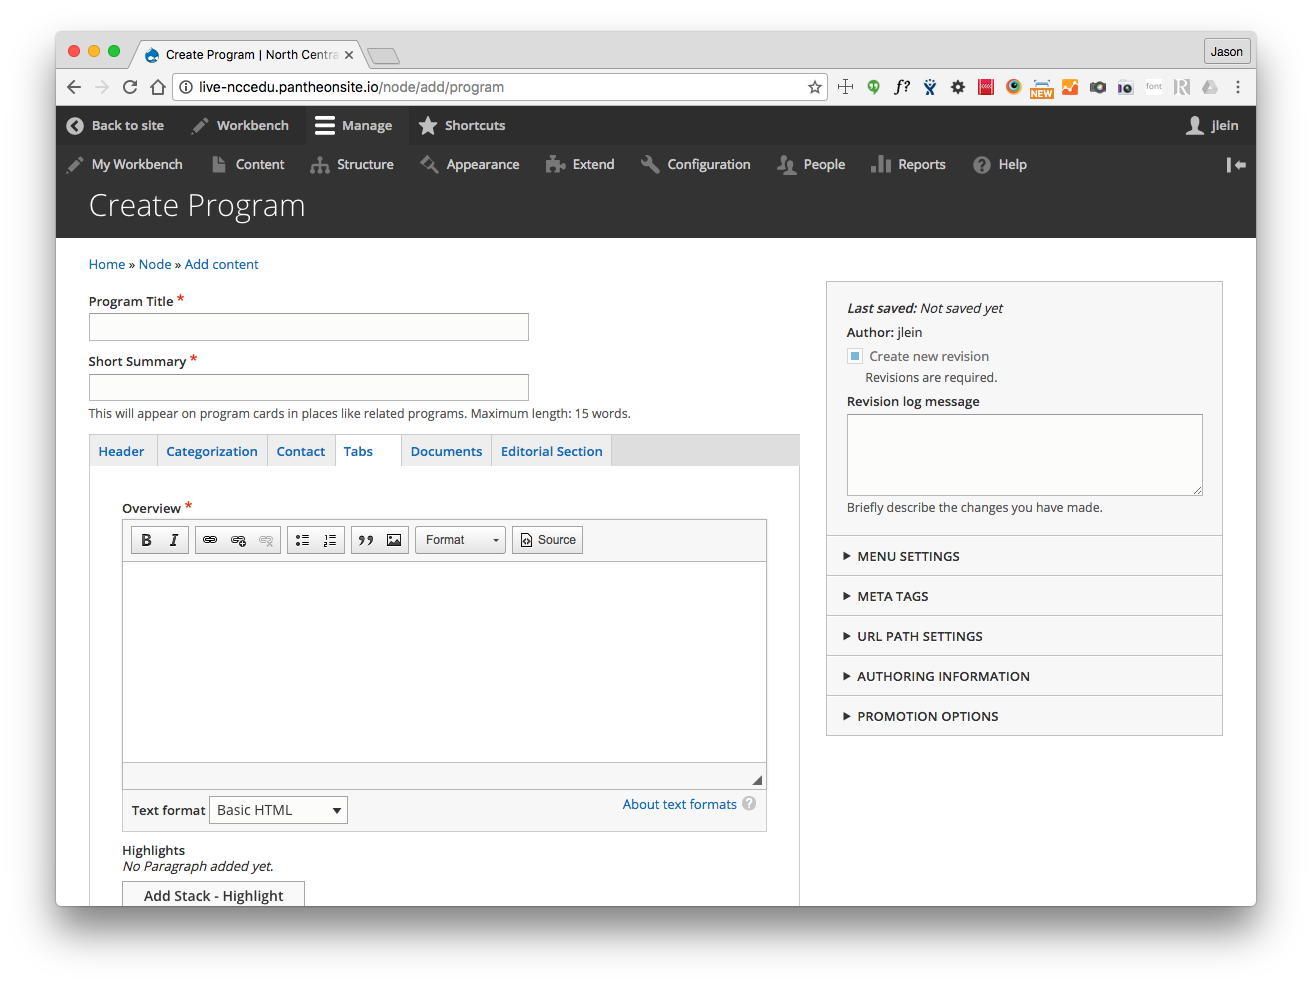 Create Program | North Centra
Jason
live-nccedu.pantheonsite.io/node/add/program
f?
NEW
font
Back to site
Workbench
Manage
Shortcuts
jlein
My Workbench
Content
Structure
Appearance
Extend
Configuration
People
Reports
Help
Create Program
Home » Node » Add content
Program Title *
Short Summary *
This will appear on program cards in places like related programs. Maximum length: 15 words.
Header
Categorization
Contact
Tabs
Documents
Editorial Section
Overview *
B
I
Format
Source
Text format
Basic HTML
About text formats ?
Highlights
No Paragraph added yet.
Add Stack - Highlight
Last saved: Not saved yet
Author: jlein
Create new revision
Revisions are required.
Revision log message
Briefly describe the changes you have made.
MENU SETTINGS
META TAGS
URL PATH SETTINGS
AUTHORING INFORMATION
PROMOTION OPTIONS